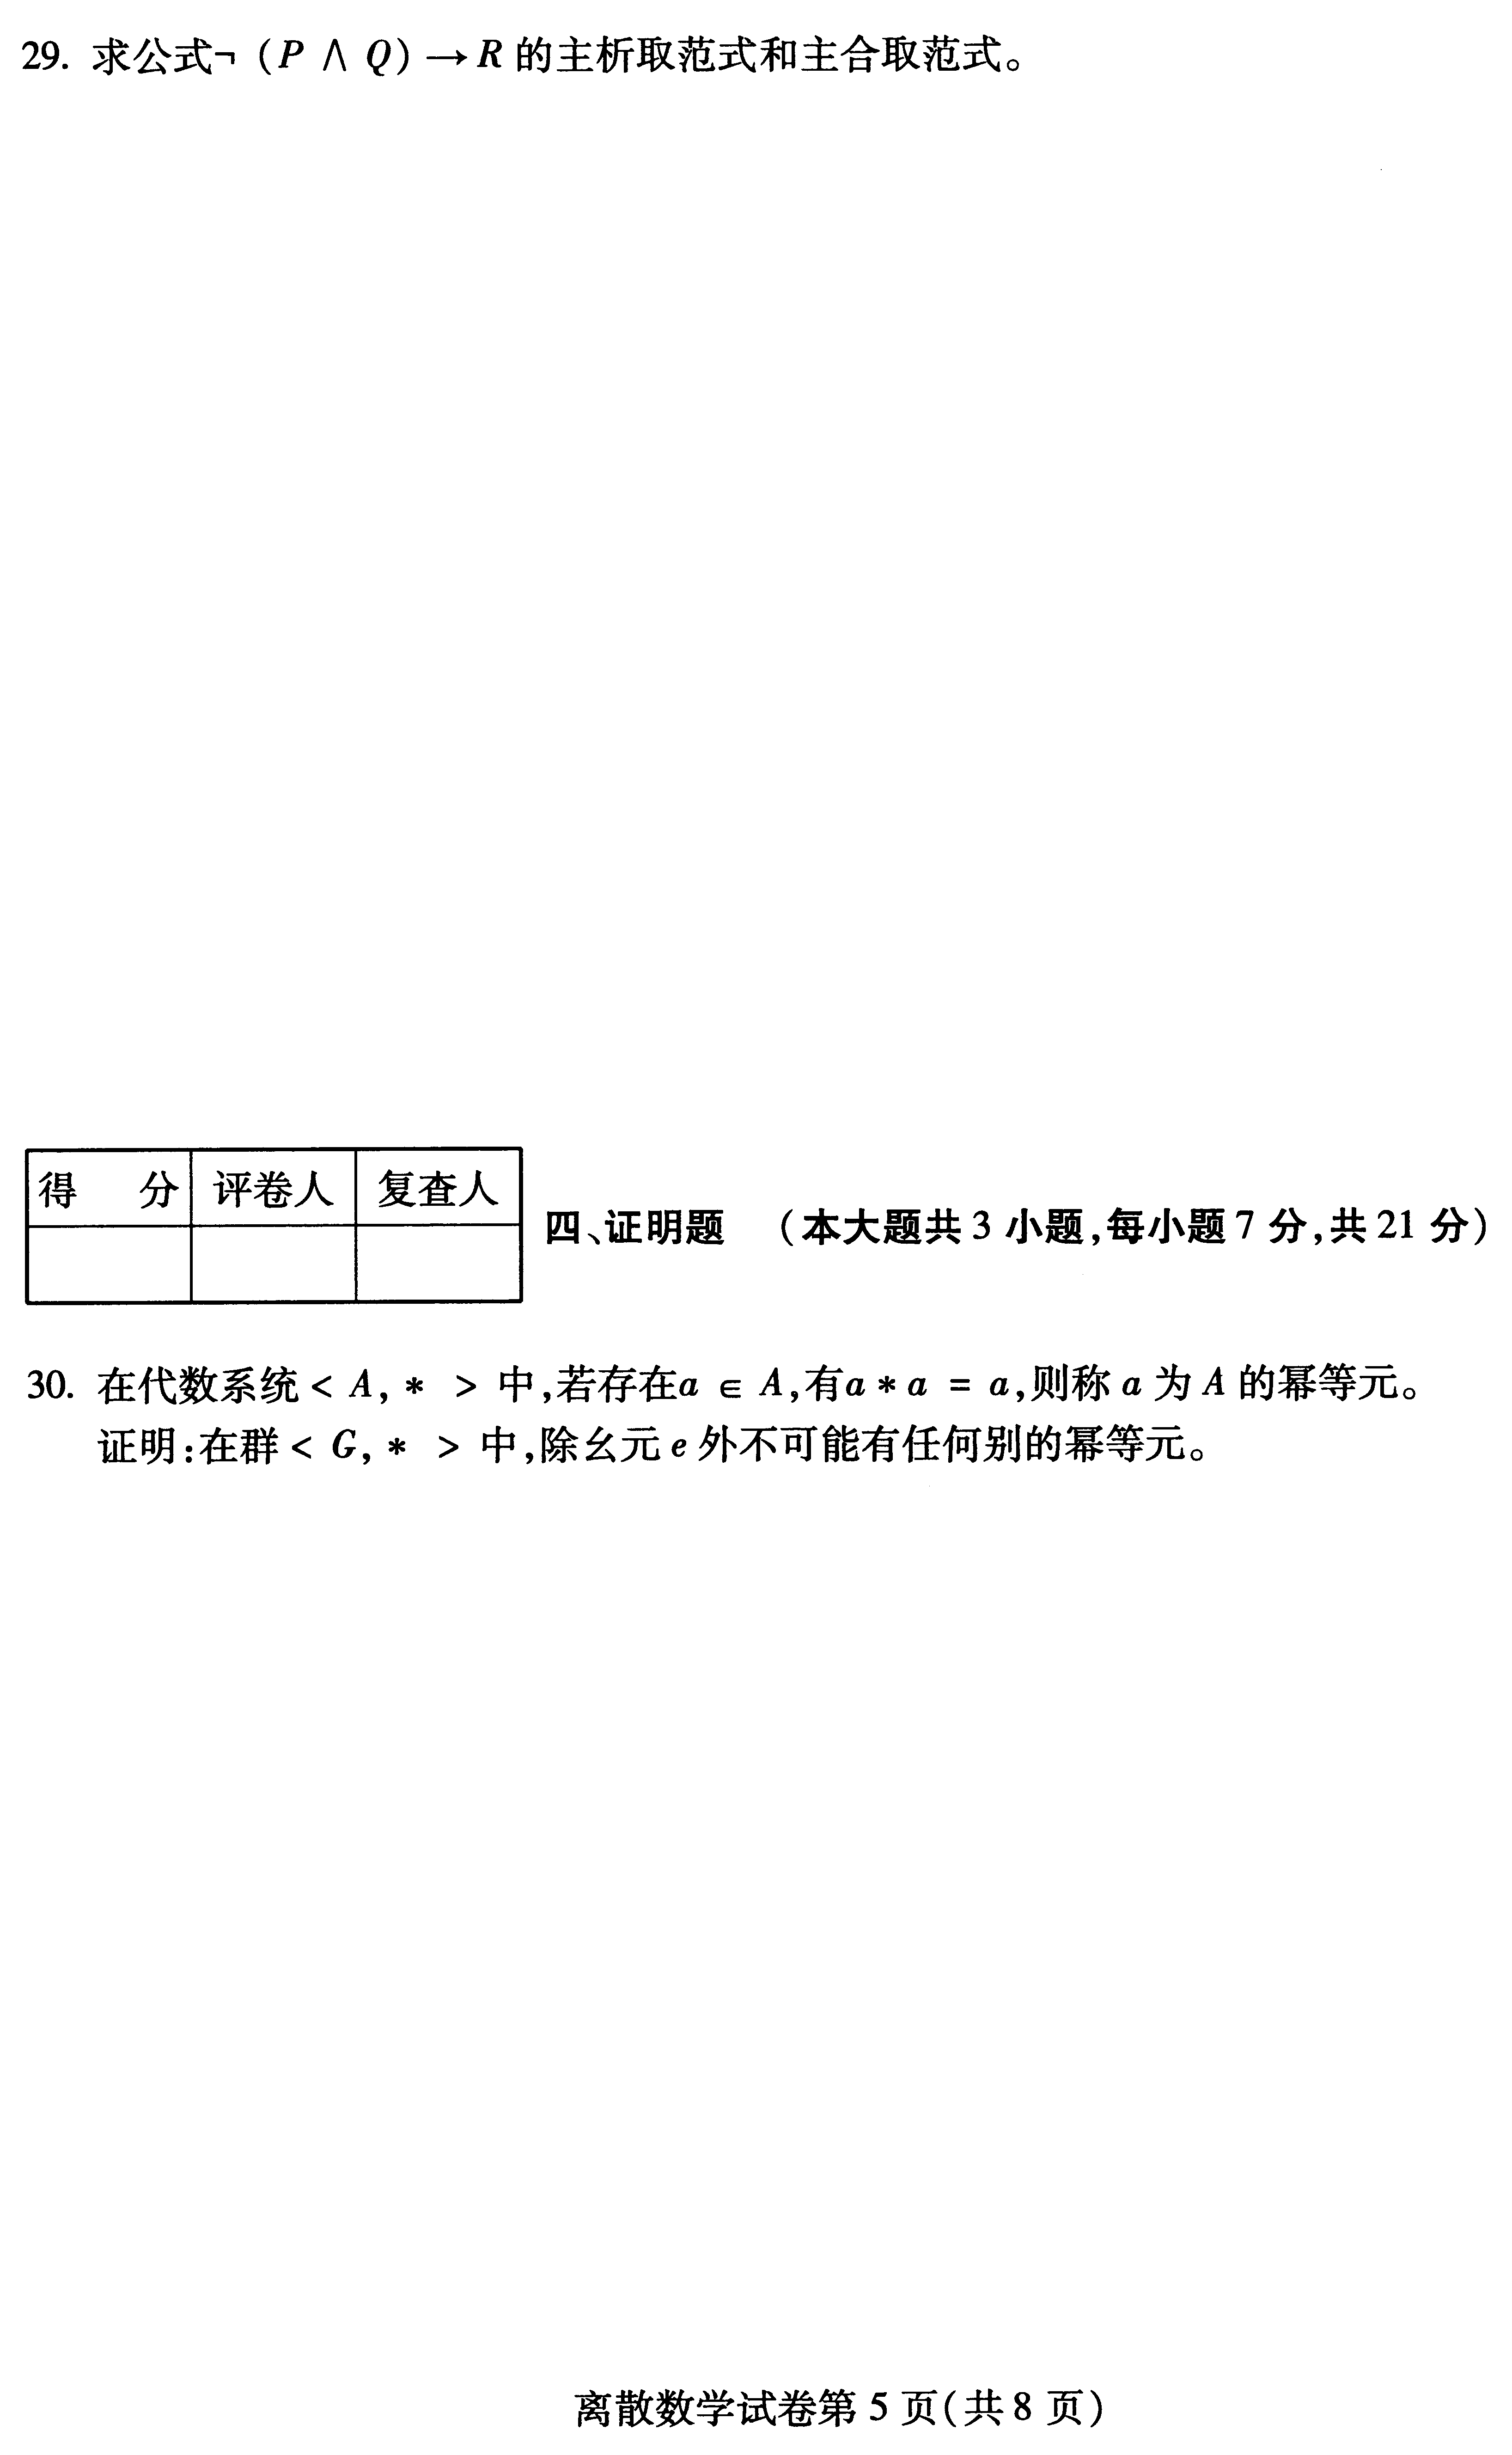 29. 求公式¬(P ∧ Q)→R 的主析取范式和主合取范式。
得 分 评卷人 复查人
四、证明题 (本大题共 3 小题,每小题 7 分,共 21 分)
30. 在代数系统< A, * > 中,若存在a ∈ A,有a * a = a,则称 a 为 A 的幂等元。
证明:在群< G, * > 中,除幺元 e 外不可能有任何别的幂等元。
离散数学试卷第 5 页(共 8 页)